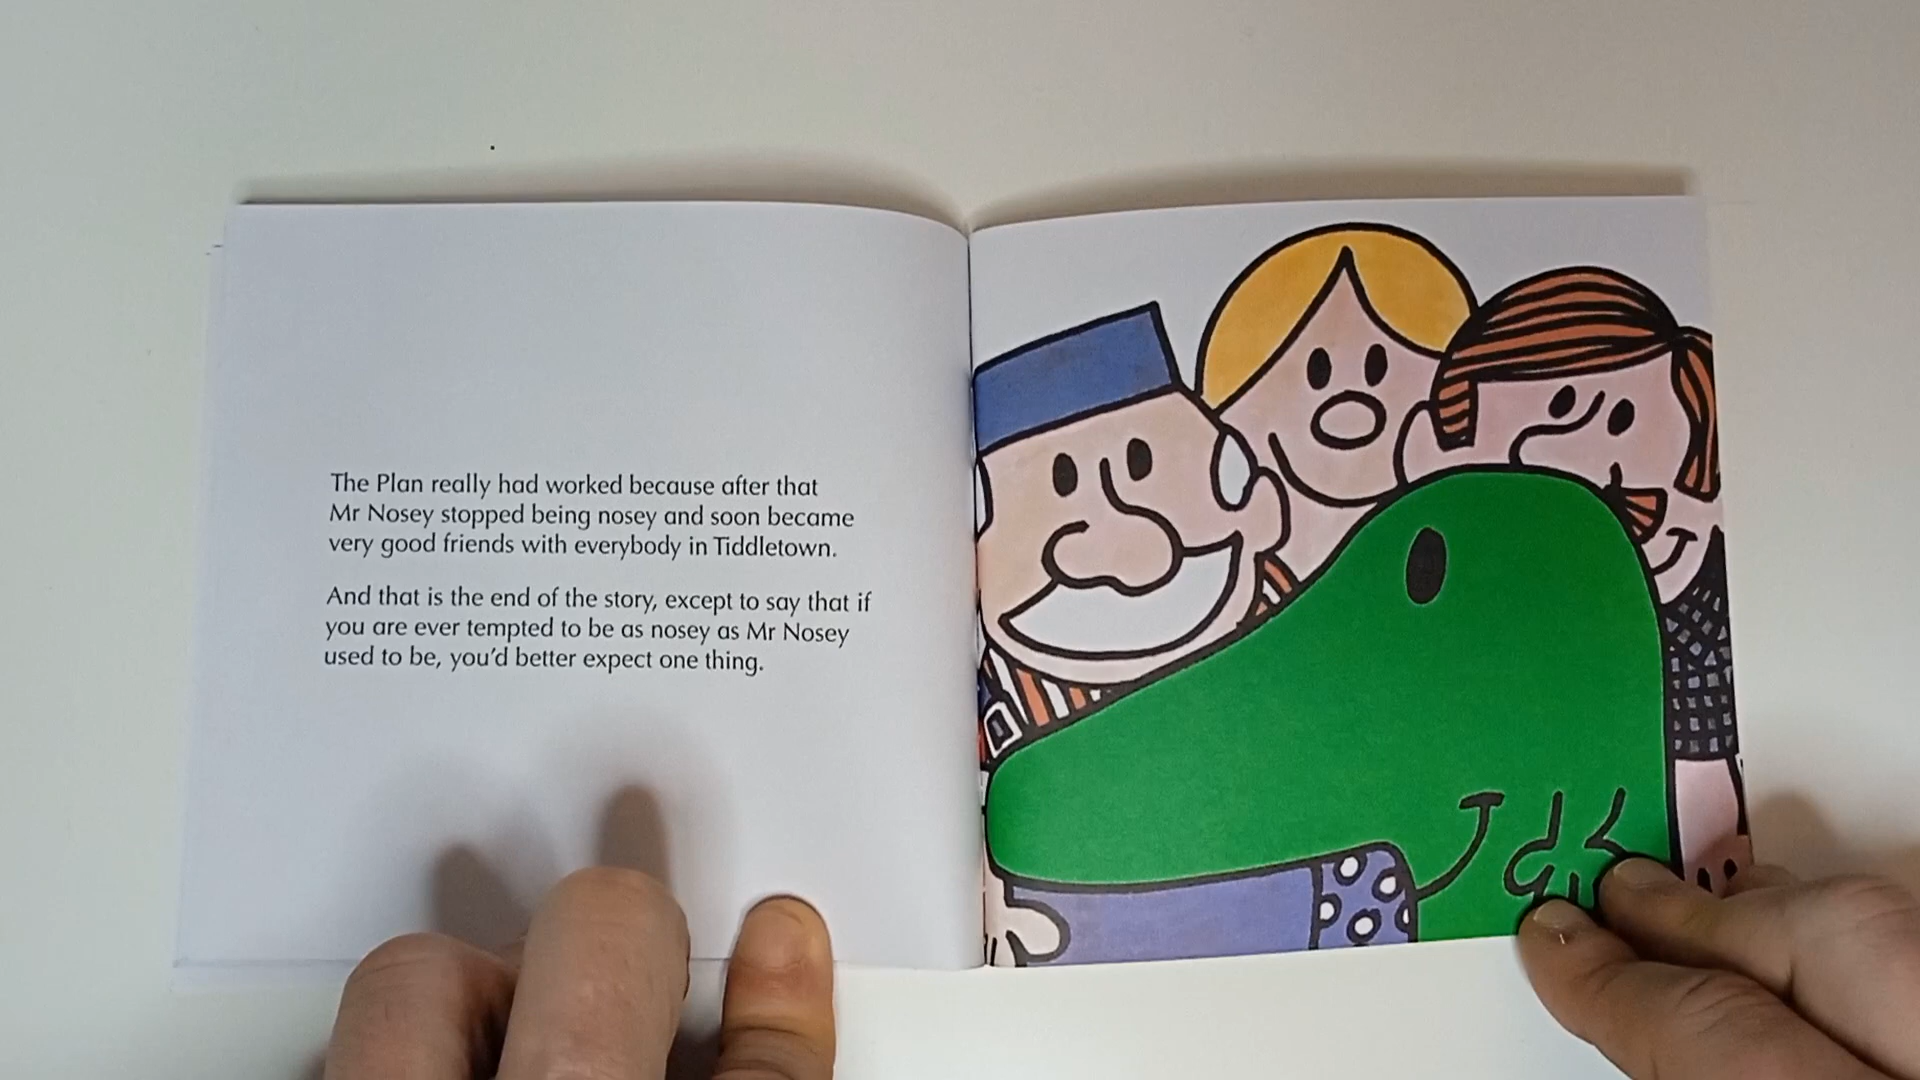 The Plan really had worked because after that
Mr Nosey stopped being nosey and soon became
very good friends with everybody in Tiddletown.
And that is the end of the story, except to say that if
you are ever tempted to be as nosey as Mr Nosey
used to be, you'd better expect one thing.